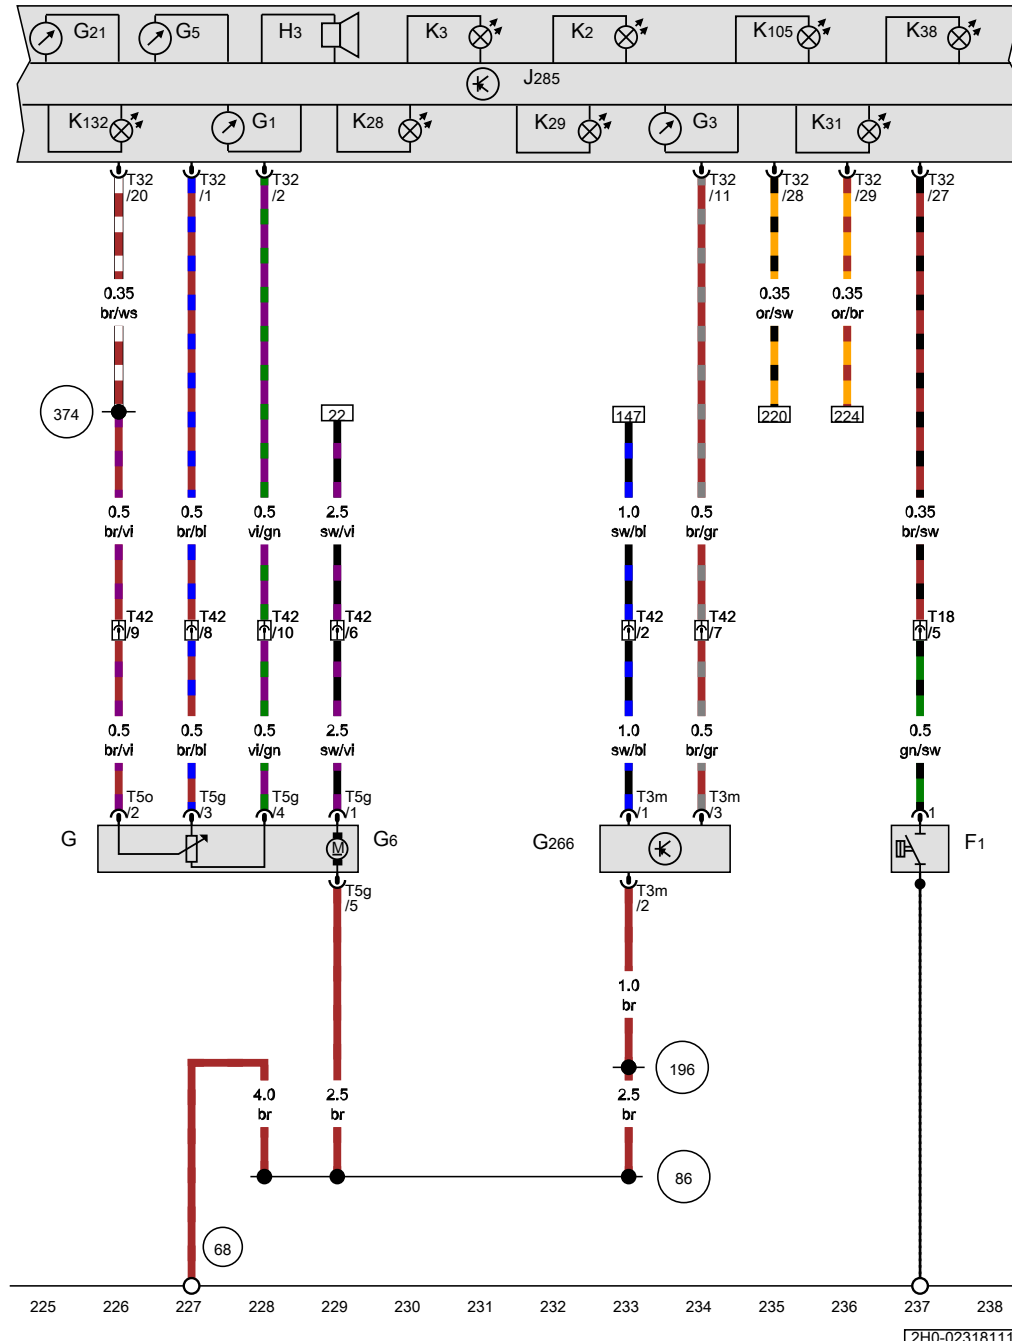 G21 G5 H3 K3 K2 K105 K38
J285
K132 G1 K28 K29 G3 K31
T32 /20
T32 /1
T32 /2
T32 /11
T32 /28
T32 /29
T32 /27
0.35 br/ws
0.35 or/sw
0.35 or/br
374
22
147
220
224
0.5 br/vi
0.5 br/bl
0.5 vi/gn
2.5 sw/vi
1.0 sw/bl
0.5 br/gr
0.35 br/sw
T42 /9
T42 /8
T42 /10
T42 /6
T42 /2
T42 /7
T18 /5
0.5 br/vi
0.5 br/bl
0.5 vi/gn
2.5 sw/vi
1.0 sw/bl
0.5 br/gr
0.5 gn/sw
T5o /2
T5g /3
T5g /4
T5g /1
T3m /1
T3m /3
1
G
M
G6
G266
F1
T5g /5
T3m /2
1.0 br
196
4.0 br
2.5 br
2.5 br
86
68
225 226 227 228 229 230 231 232 233 234 235 236 237 238
2H0-02318111